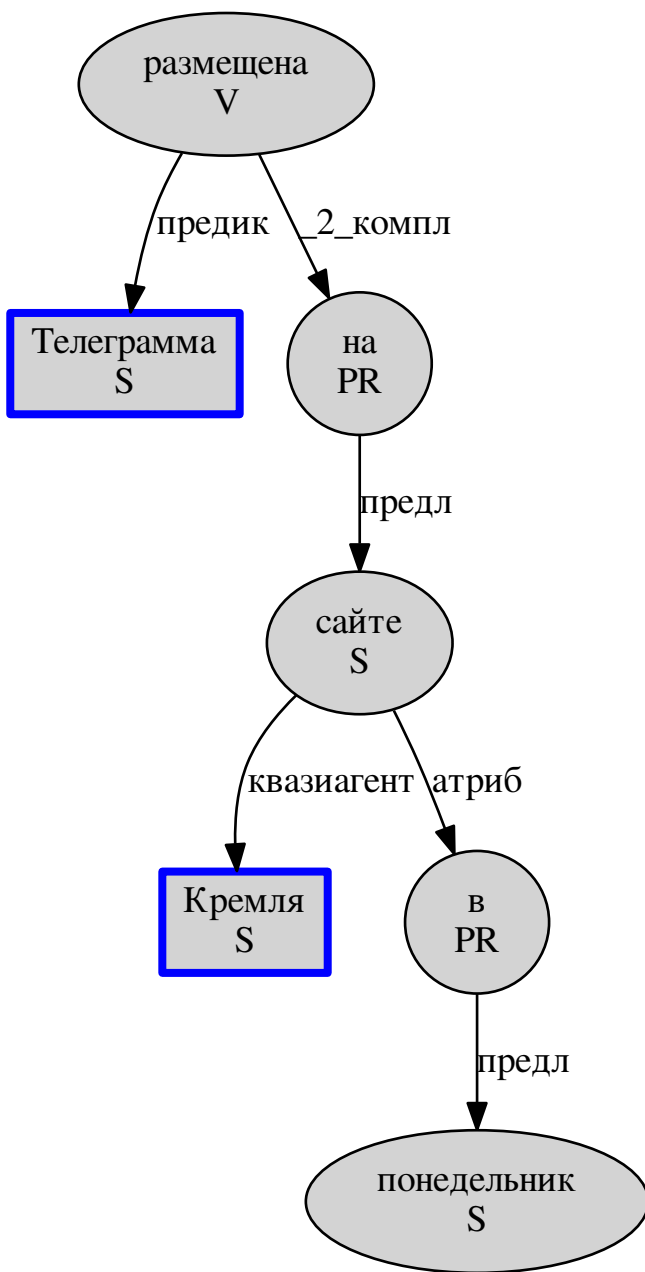 размещена
V
предик
_2_компл
Телеграмма
S
на
PR
предл
сайте
S
квазиагент
атриб
Кремля
S
в
PR
предл
понедельник
S